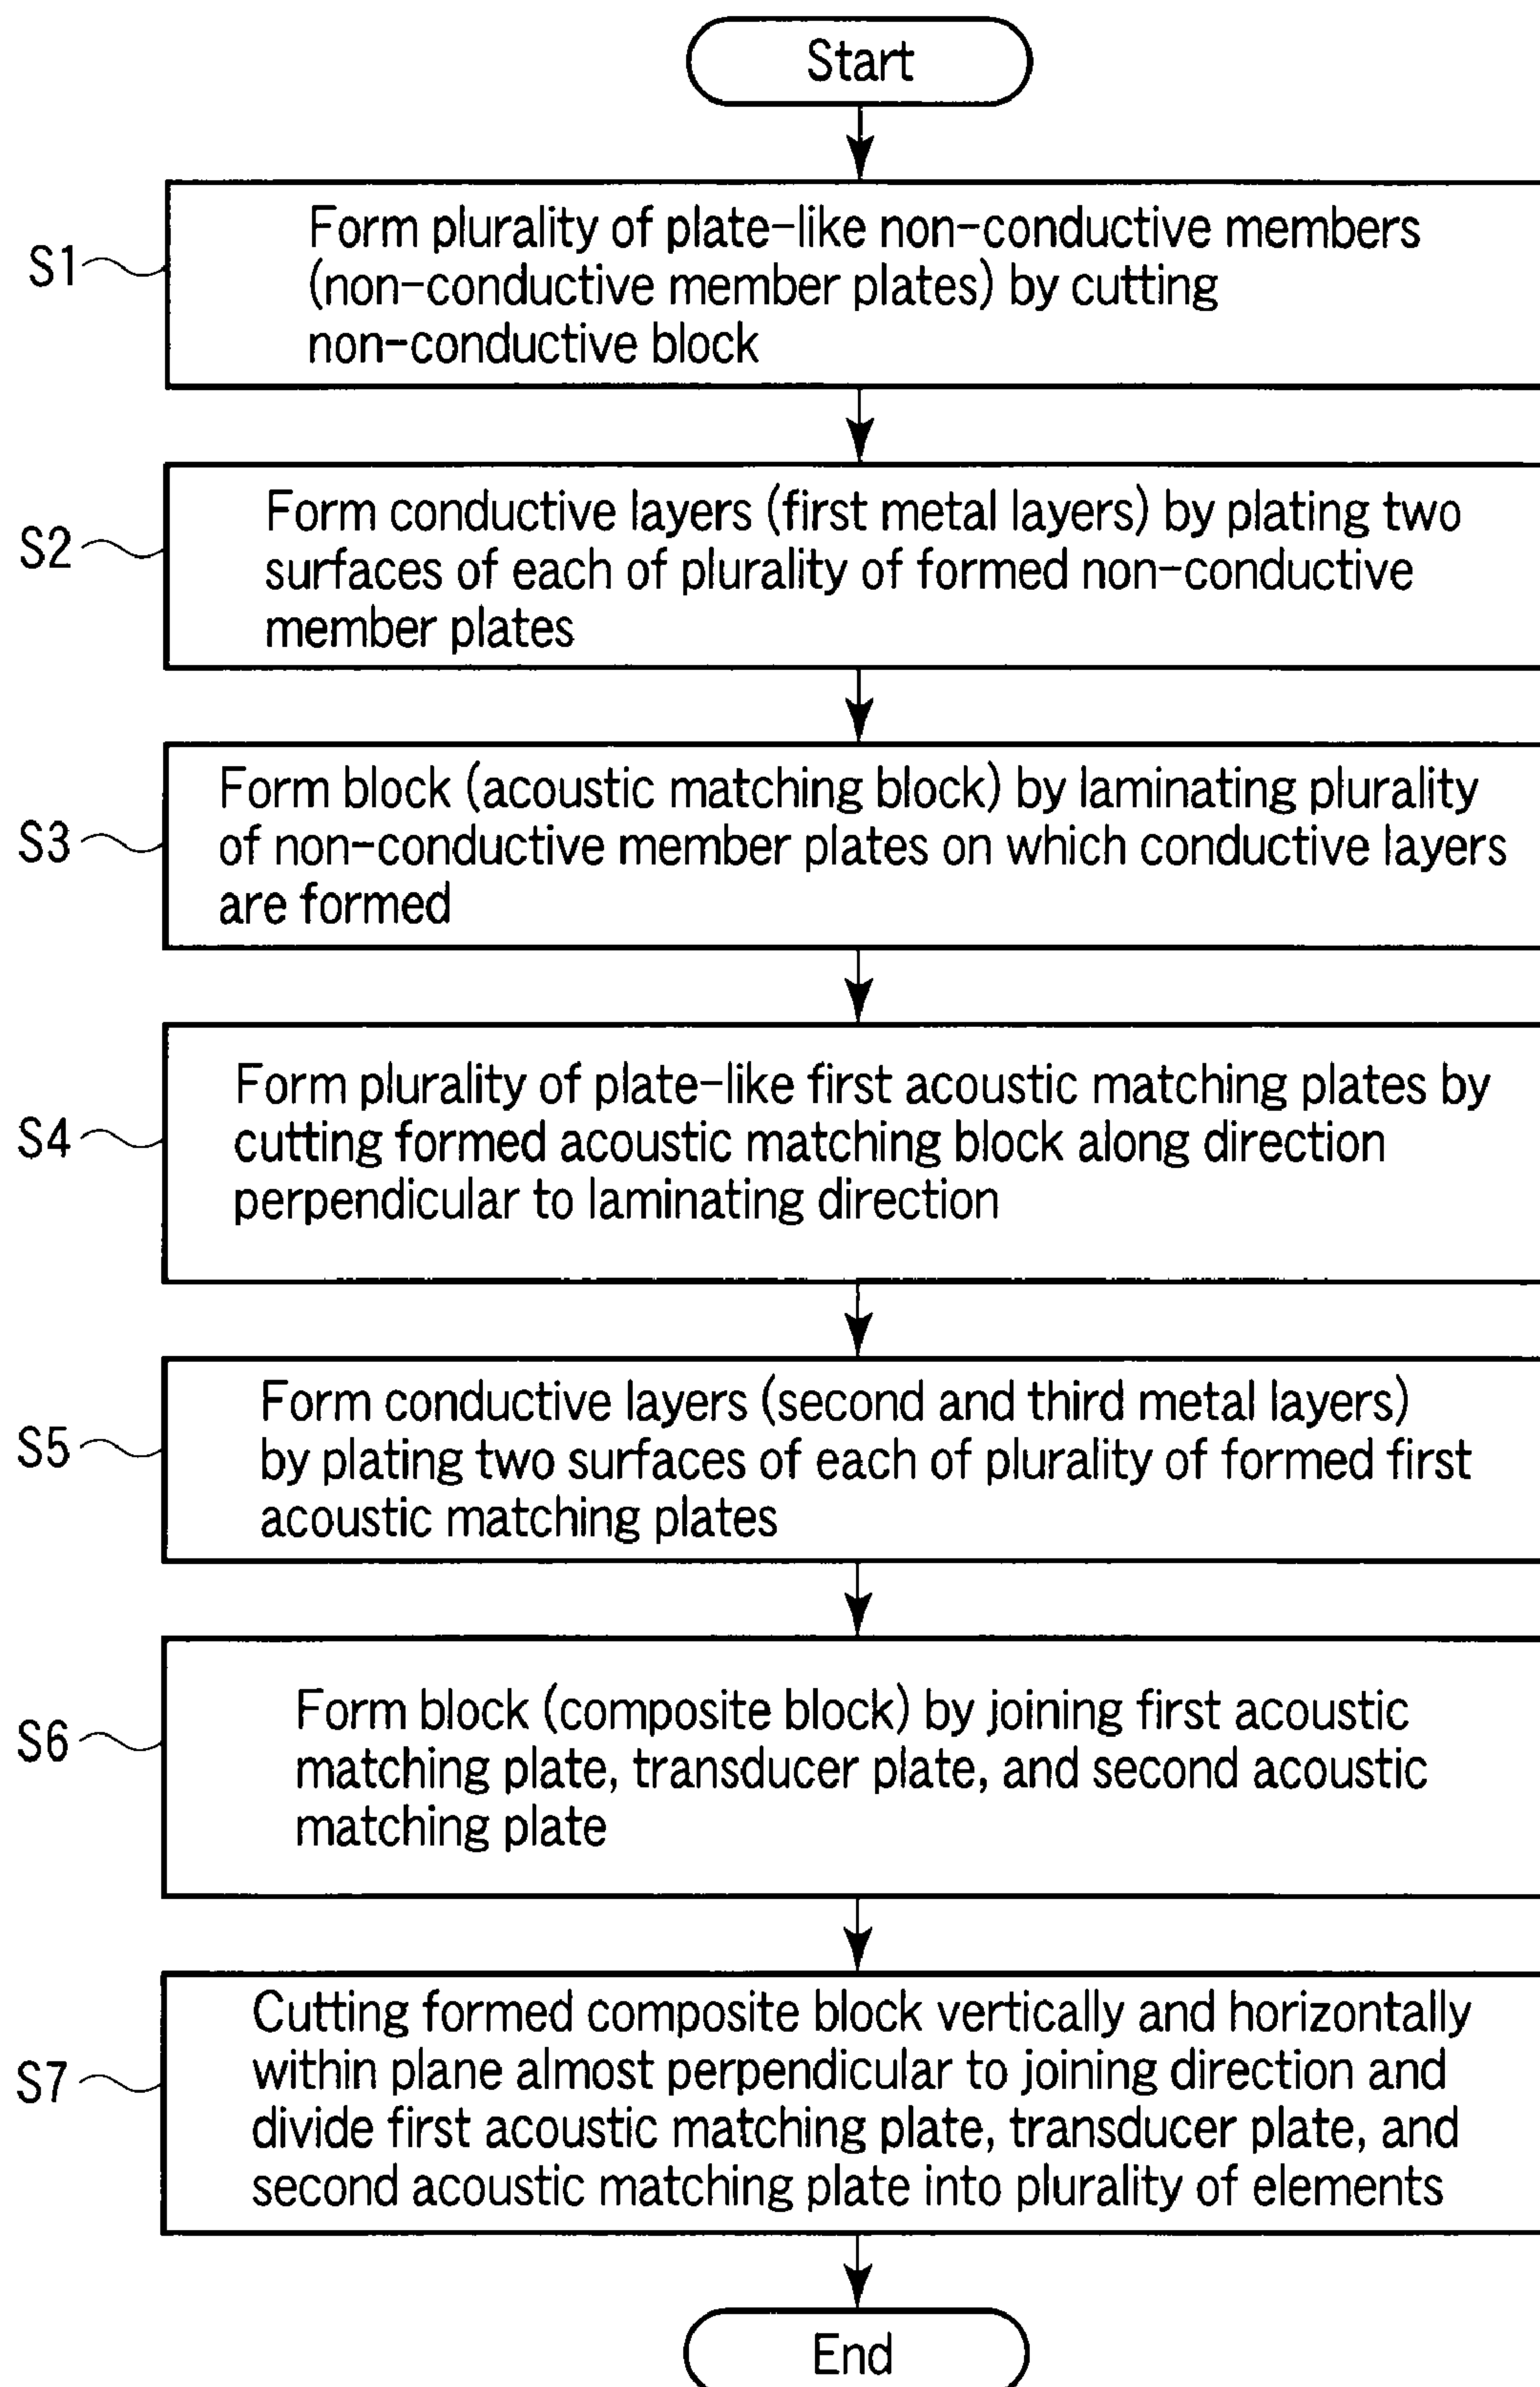 Start
S1
Form plurality of plate-like non-conductive members
(non-conductive member plates) by cutting
non-conductive block
S2
Form conductive layers (first metal layers) by plating two
surfaces of each of plurality of formed non-conductive
member plates
S3
Form block (acoustic matching block) by laminating plurality
of non-conductive member plates on which conductive layers
are formed
S4
Form plurality of plate-like first acoustic matching plates by
cutting formed acoustic matching block along direction
perpendicular to laminating direction
S5
Form conductive layers (second and third metal layers)
by plating two surfaces of each of plurality of formed first
acoustic matching plates
S6
Form block (composite block) by joining first acoustic
matching plate, transducer plate, and second acoustic
matching plate
S7
Cutting formed composite block vertically and horizontally
within plane almost perpendicular to joining direction and
divide first acoustic matching plate, transducer plate, and
second acoustic matching plate into plurality of elements
End